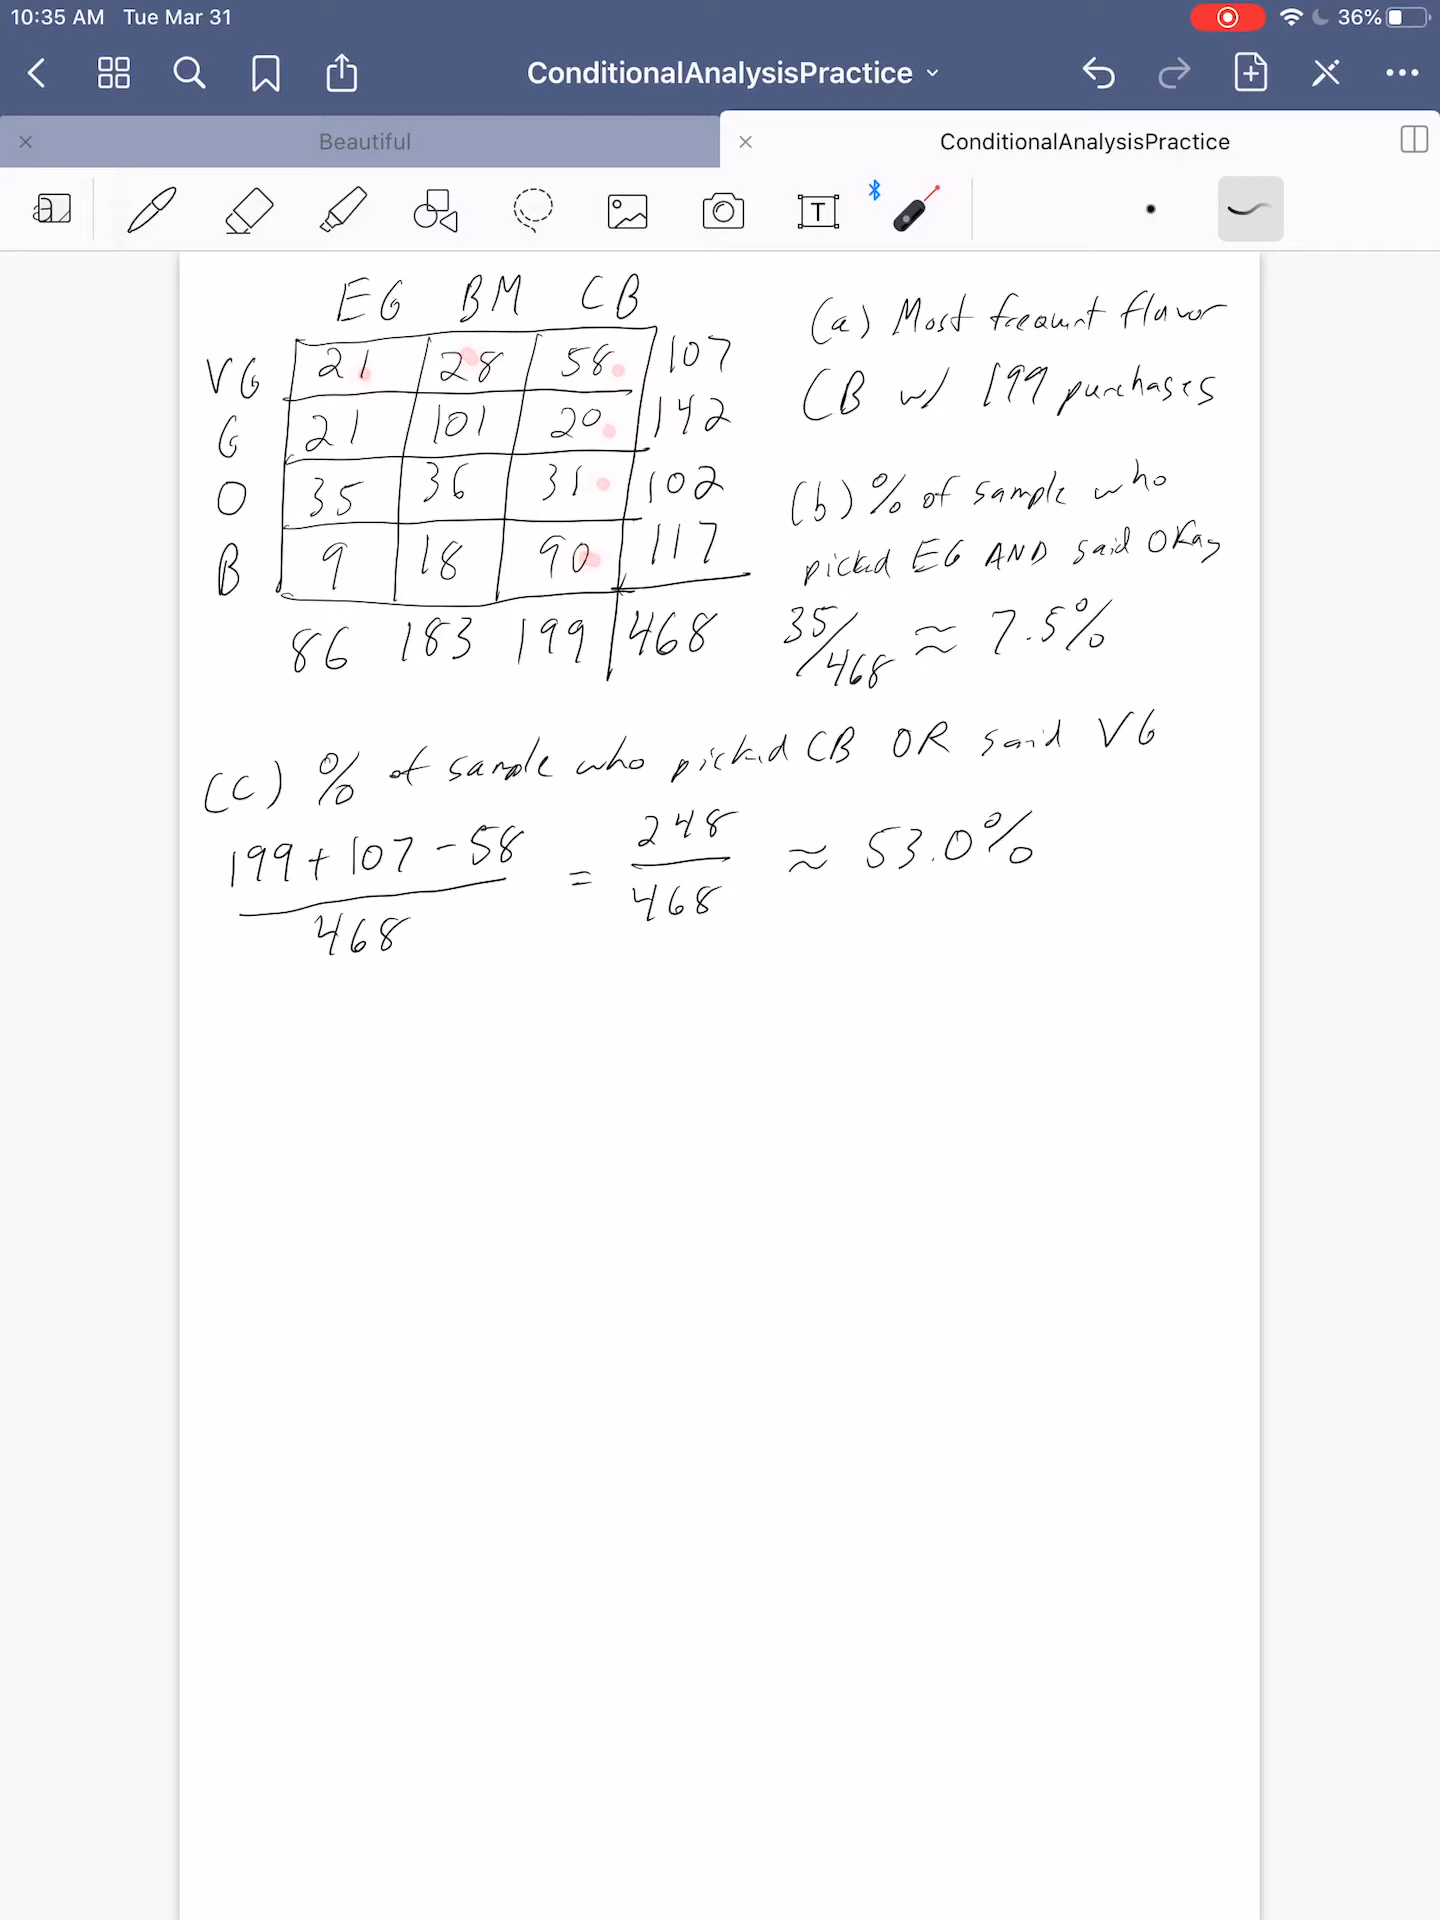 10:35 AM Tue Mar 31 36%
ConditionalAnalysisPractice
Beautiful ConditionalAnalysisPractice
EG BM CB
VG 21 28 58 107
G 21 101 20 142
O 35 36 31 102
B 9 18 90 117
86 183 199 468
(a) Most frequent flavor
CB w/ 199 purchases
(b) % of sample who
picked EG AND said Okay
35/468 ≈ 7.5%
(c) % of sample who picked CB OR said VG
199 + 107 - 58 / 468 = 248 / 468 ≈ 53.0%